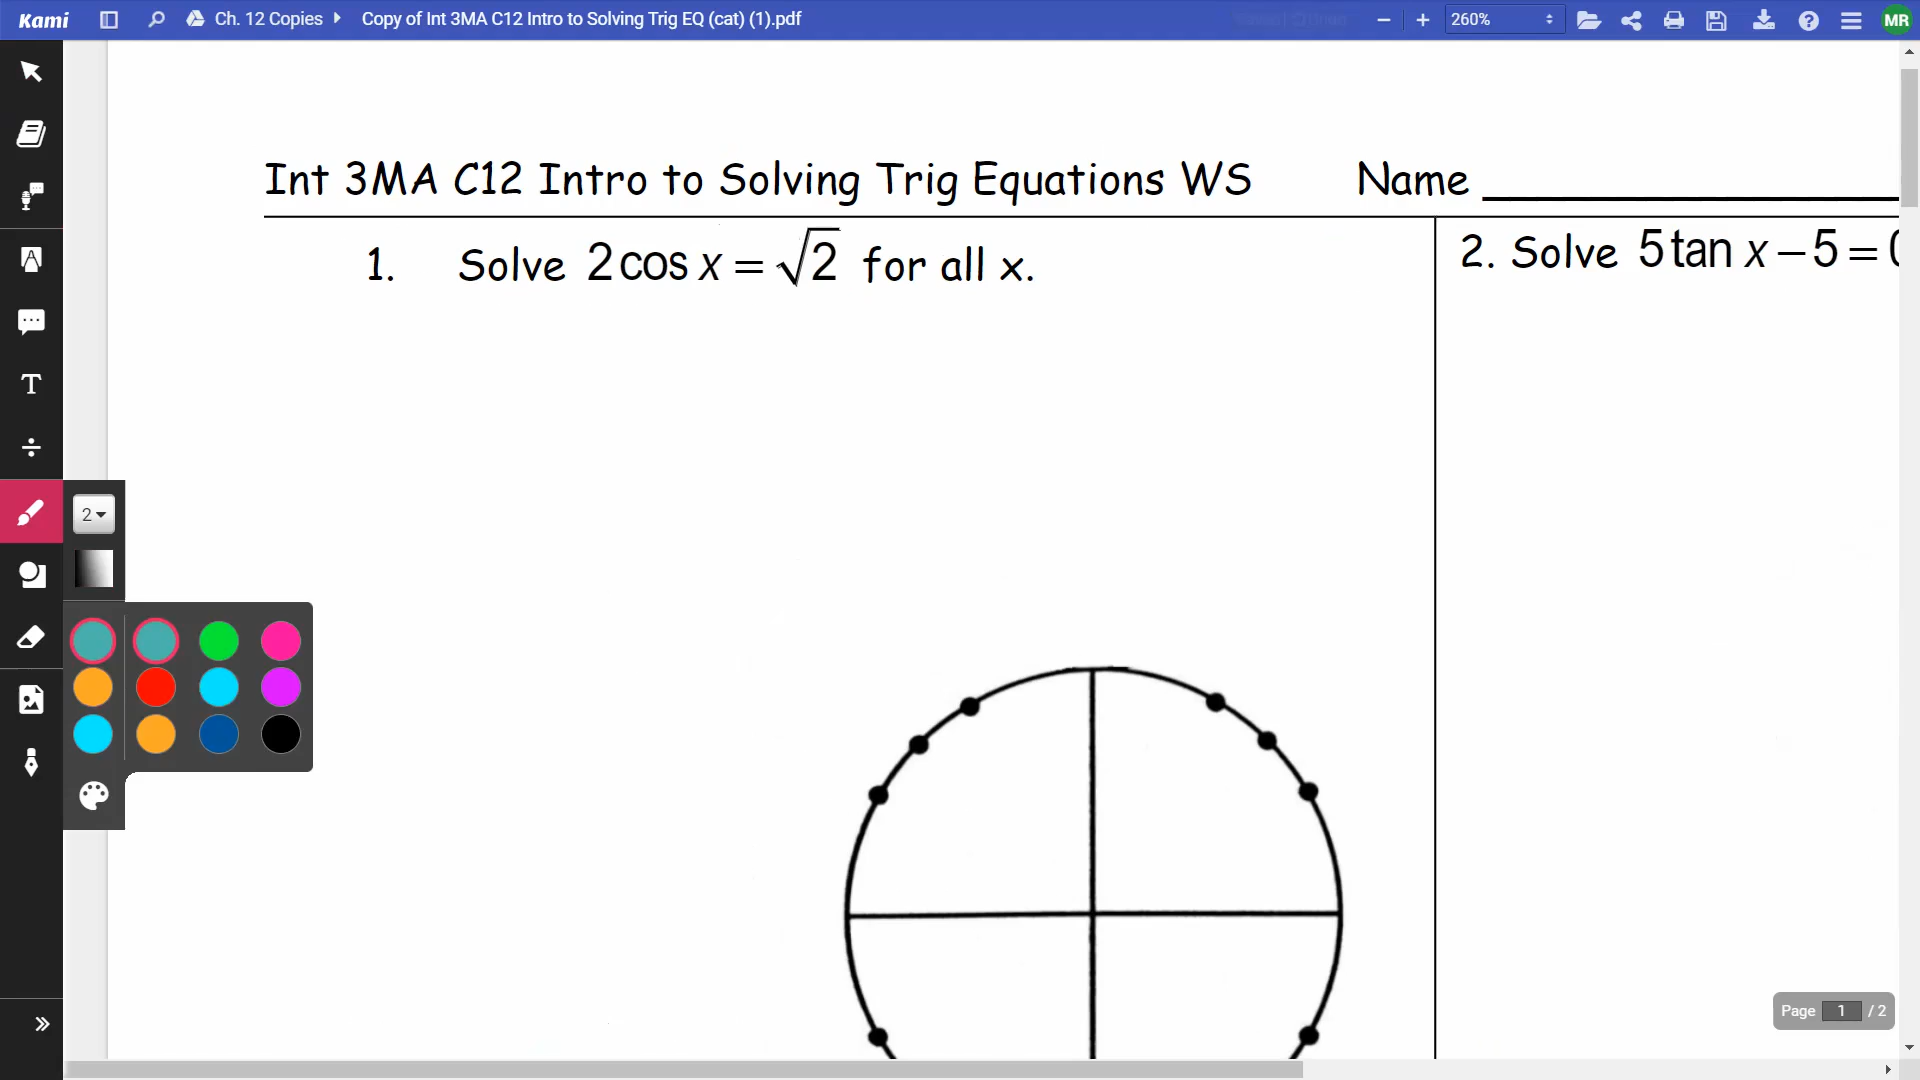 Kami
Ch. 12 Copies
Copy of Int 3MA C12 Intro to Solving Trig EQ (cat) (1).pdf
260%
MR
Int 3MA C12 Intro to Solving Trig Equations WS
Name
1. Solve 2cos x = √2 for all x.
2. Solve 5tan x − 5 =
T
2
Page 1 / 2